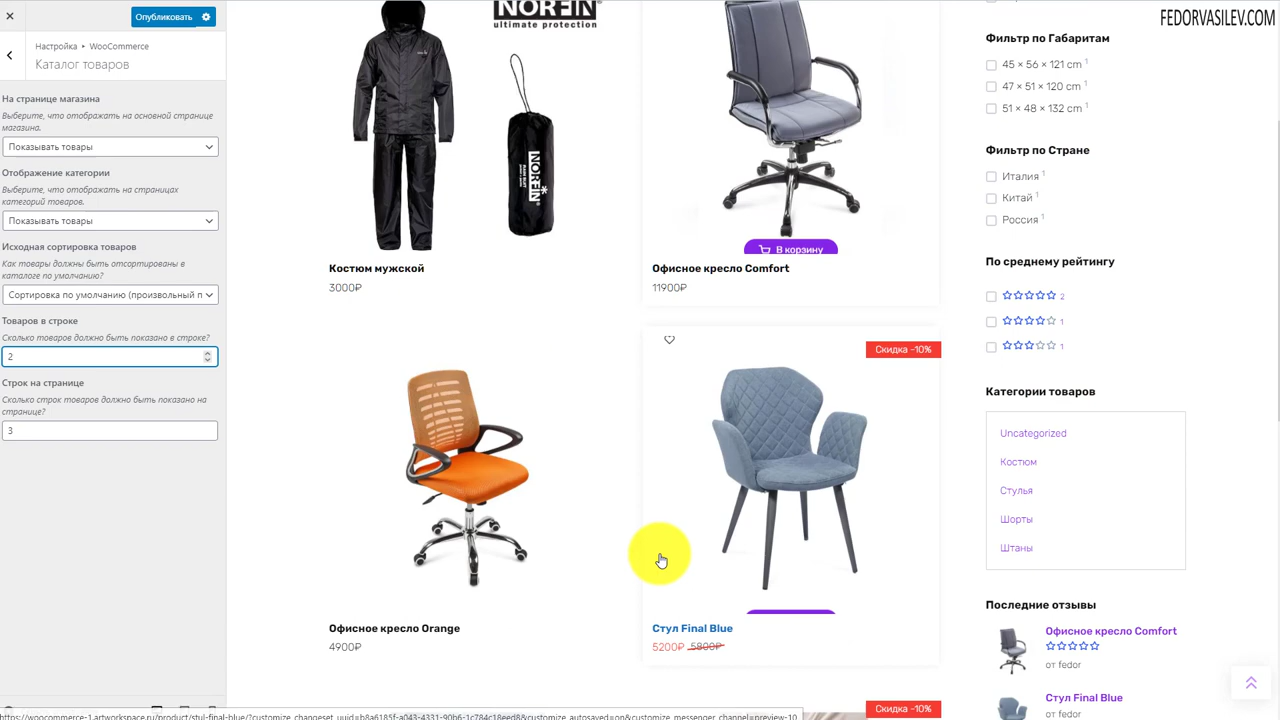 Опубликовать
Настройка ▸ WooCommerce
Каталог товаров
На странице магазина
Выберите, что отображать на основной странице
магазина.
Показывать товары
Отображение категории
Выберите, что отображать на страницах
категорий товаров.
Показывать товары
Исходная сортировка товаров
Как товары должны быть отсортированы в
каталоге по умолчанию?
Сортировка по умолчанию (произвольный п
Товаров в строке
Сколько товаров должно быть показано в строке?
2
Строк на странице
Сколько строк товаров должно быть показано на
странице?
3
NORFIN
ultimate protection
NORFIN
В корзину
Костюм мужской
3000₽
Офисное кресло Comfort
11900₽
Скидка -10%
Офисное кресло Orange
4900₽
Стул Final Blue
5200₽ 5800₽
Скидка -10%
FEDORVASILEV.COM
Фильтр по Габаритам
45 × 56 × 121 cm 1
47 × 51 × 120 cm 1
51 × 48 × 132 cm 1
Фильтр по Стране
Италия 1
Китай 1
Россия 1
По среднему рейтингу
2
1
1
Категории товаров
Uncategorized
Костюм
Стулья
Шорты
Штаны
Последние отзывы
Офисное кресло Comfort
от fedor
Стул Final Blue
от fedor